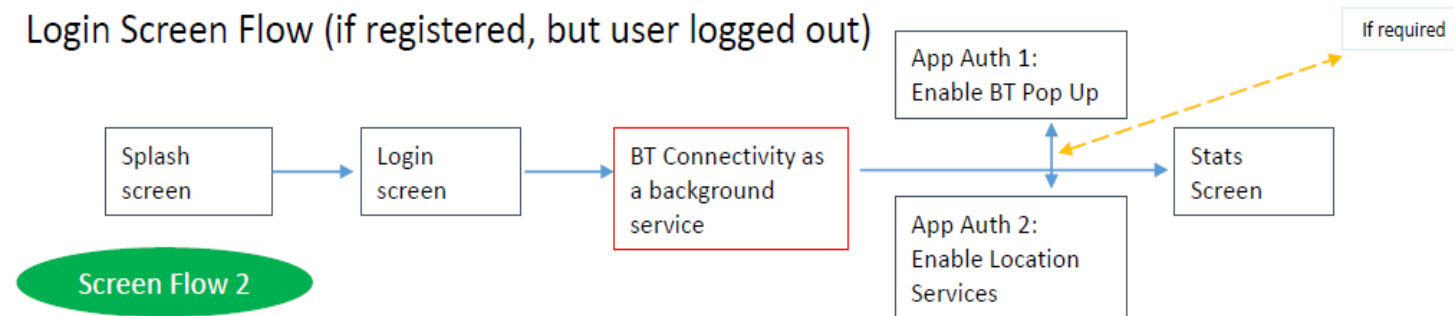 Login Screen Flow (if registered, but user logged out)
If required
App Auth 1:
Enable BT Pop Up
Splash
screen
Login
screen
BT Connectivity as
a background
service
Stats
Screen
App Auth 2:
Enable Location
Services
Screen Flow 2